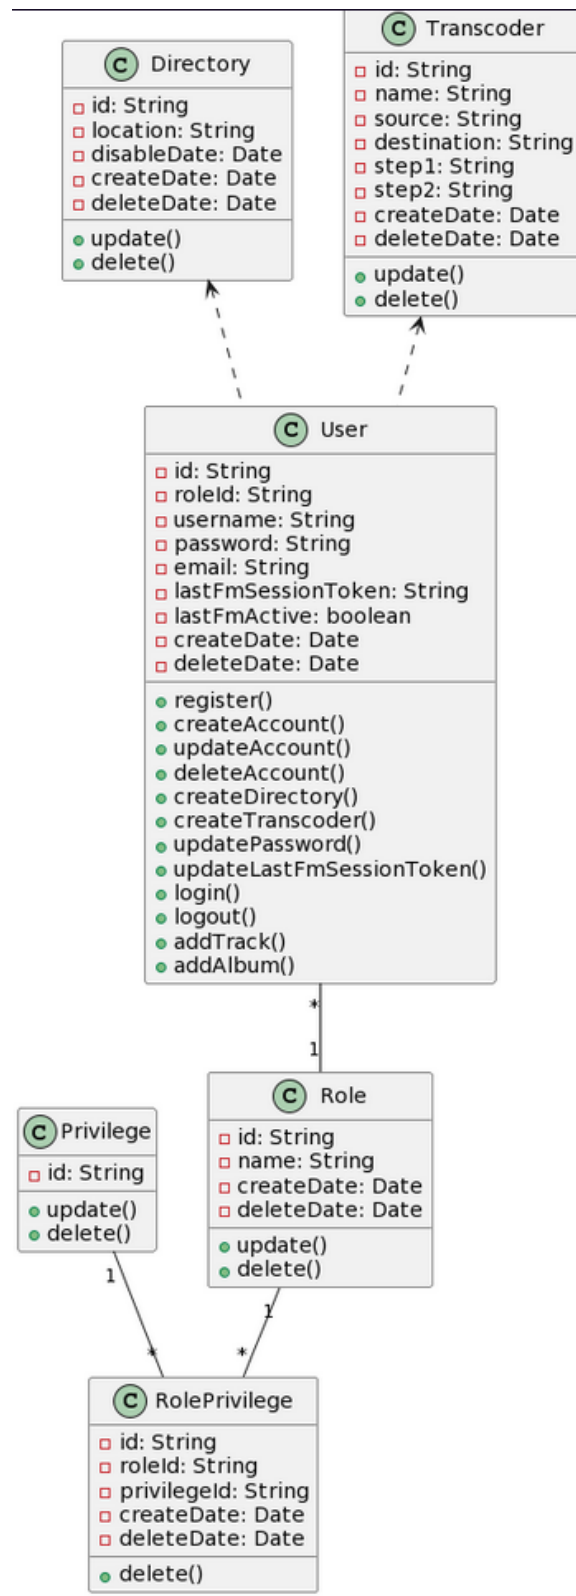 C Directory
id: String
location: String
disableDate: Date
createDate: Date
deleteDate: Date
update()
delete()
C Transcoder
id: String
name: String
source: String
destination: String
step1: String
step2: String
createDate: Date
deleteDate: Date
update()
delete()
C User
id: String
roleId: String
username: String
password: String
email: String
lastFmSessionToken: String
lastFmActive: boolean
createDate: Date
deleteDate: Date
register()
createAccount()
updateAccount()
deleteAccount()
createDirectory()
createTranscoder()
updatePassword()
updateLastFmSessionToken()
login()
logout()
addTrack()
addAlbum()
*
1
C Privilege
id: String
update()
delete()
C Role
id: String
name: String
createDate: Date
deleteDate: Date
update()
delete()
1
*
1
*
C RolePrivilege
id: String
roleId: String
privilegeId: String
createDate: Date
deleteDate: Date
delete()